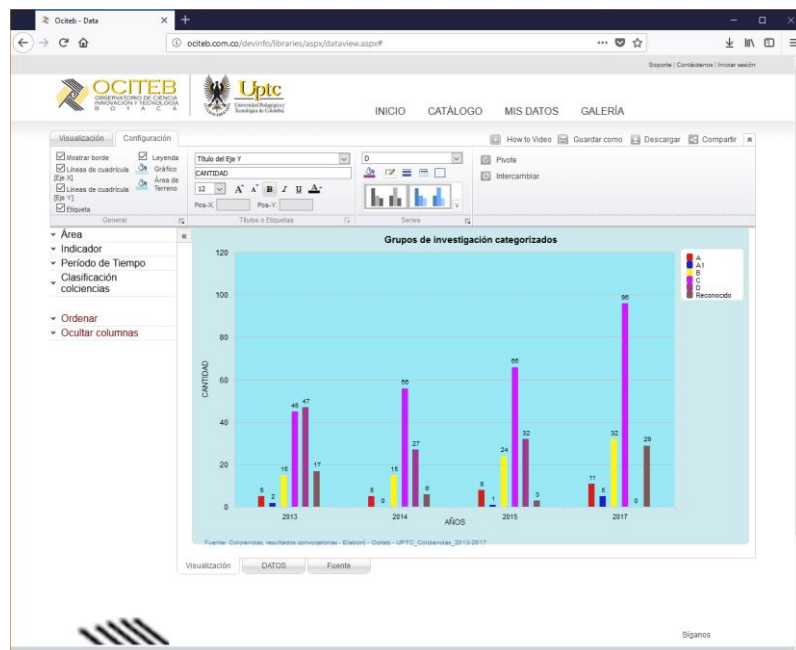 Ociteb - Data
ociteb.com.co/devinfo/libraries/aspx/dataview.aspx#
Soporte | Contáctenos | Iniciar sesión
OCITEB
OBSERVATORIO DE CIENCIA
INNOVACIÓN Y TECNOLOGÍA
BOYACÁ
Uptc
Universidad Pedagógica y
Tecnológica de Colombia
INICIO CATÁLOGO MIS DATOS GALERÍA
Visualización Configuración
How to Video Guardar como Descargar Compartir
Mostrar borde
Líneas de cuadrícula
[Eje X]
Líneas de cuadrícula
[Eje Y]
Etiqueta
Leyenda
Gráfico
Área de
Terreno
General
Título del Eje Y
CANTIDAD
12 A A B I U A
Pos-X. Pos-Y.
Títulos o Etiquetas
D
Series
Pivote
Intercambiar
Área
Indicador
Período de Tiempo
Clasificación
colciencias
Ordenar
Ocultar columnas
Grupos de investigación categorizados
A
A1
B
C
D
Reconocido
CANTIDAD
120
100
80
60
40
20
0
5 2 15 45 47 17
5 0 15 56 27 6
8 1 24 66 32 3
11 5 32 96 0 29
2013 2014 2015 2017
AÑOS
Fuente: Colciencias, resultados convocatorias - Elaboró - Ociteb - UPTC_Colciencias_2013-2017
Visualización DATOS Fuente
Síganos